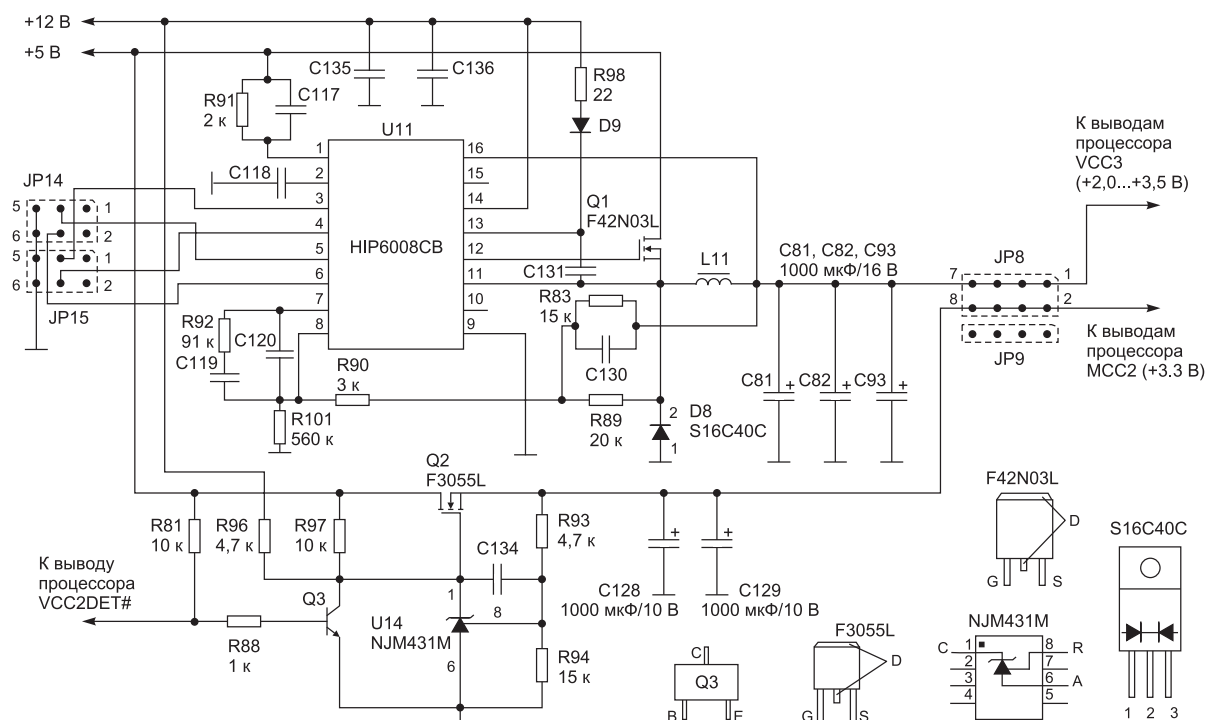 +12 В
+5 В
C135
C136
R98
22
R91
2 к
C117
D9
U11
К выводам
процессора
VCC3
(+2,0...+3,5 В)
1
16
C118
2
15
JP14
3
14
Q1
F42N03L
5
1
4
13
6
2
HIP6008CB
5
12
C81, C82, C93
1000 мкФ/16 В
L11
JP8
5
1
6
11
C131
7
1
6
2
7
10
R83
15 к
8
2
JP15
8
9
R92
91 к
C120
К выводам
процессора
MCC2 (+3.3 В)
JP9
C119
R90
3 к
C130
C81
+
C82
+
C93
+
R101
560 к
R89
20 к
2
D8
S16C40C
1
Q2
F3055L
F42N03L
D
S16C40C
G
S
R81
10 к
R96
4,7 к
R97
10 к
R93
4,7 к
C134
+
+
К выводу
процессора
VCC2DET#
C128
1000 мкФ/10 В
C129
1000 мкФ/10 В
Q3
1
8
U14
NJM431M
R88
1 к
6
R94
15 к
F3055L
D
G
S
NJM431M
C
1
8
R
2
7
3
6
A
4
5
C
Q3
B
E
1
2
3